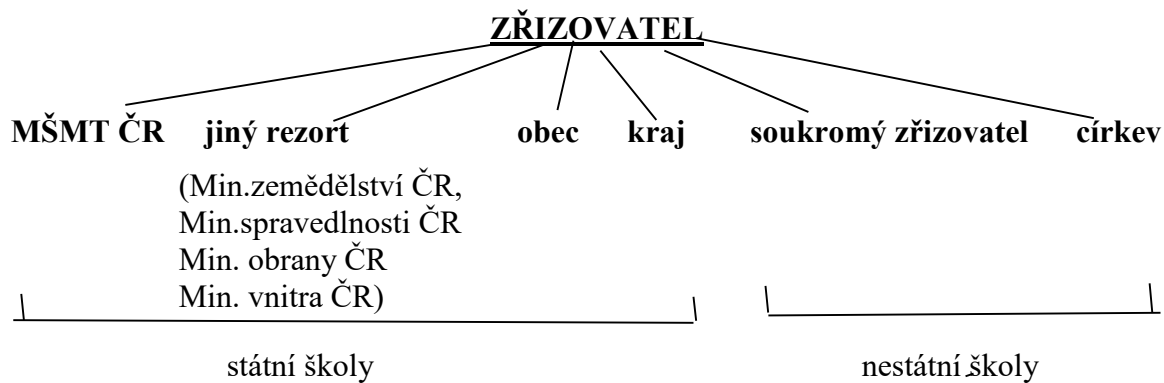 ZŘIZOVATEL
MŠMT ČR jiný rezort obec kraj soukromý zřizovatel církev
(Min.zemědělství ČR,
Min.spravedlnosti ČR
Min. obrany ČR
Min. vnitra ČR)
státní školy nestátní školy